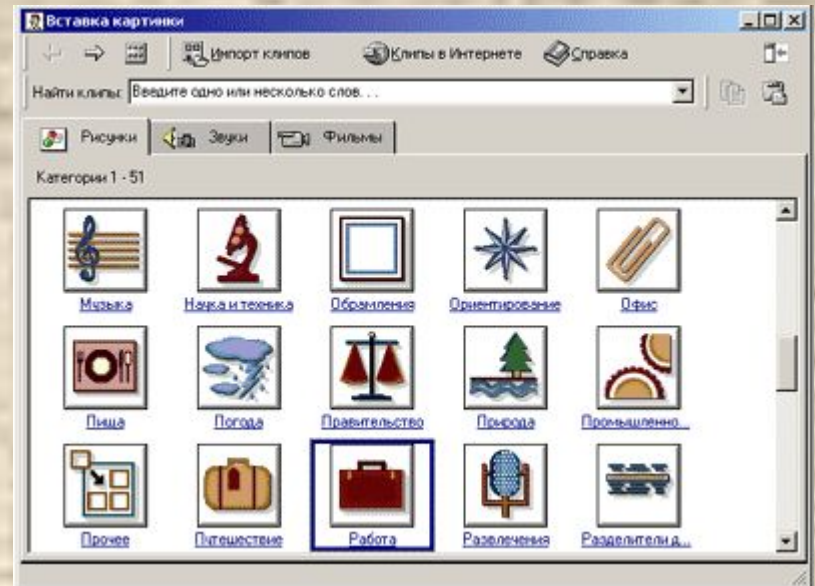 Вставка картинки
Импорт клипов Клипы в Интернете Справка
Найти клипы: Введите одно или несколько слов. . .
Рисунки Звуки Фильмы
Категории 1 - 51
Музыка Наука и техника Обрамления Ориентирование Офис
Пища Погода Правительство Природа Промышленно...
Прочее Путешествие Работа Развлечения Разделители д...